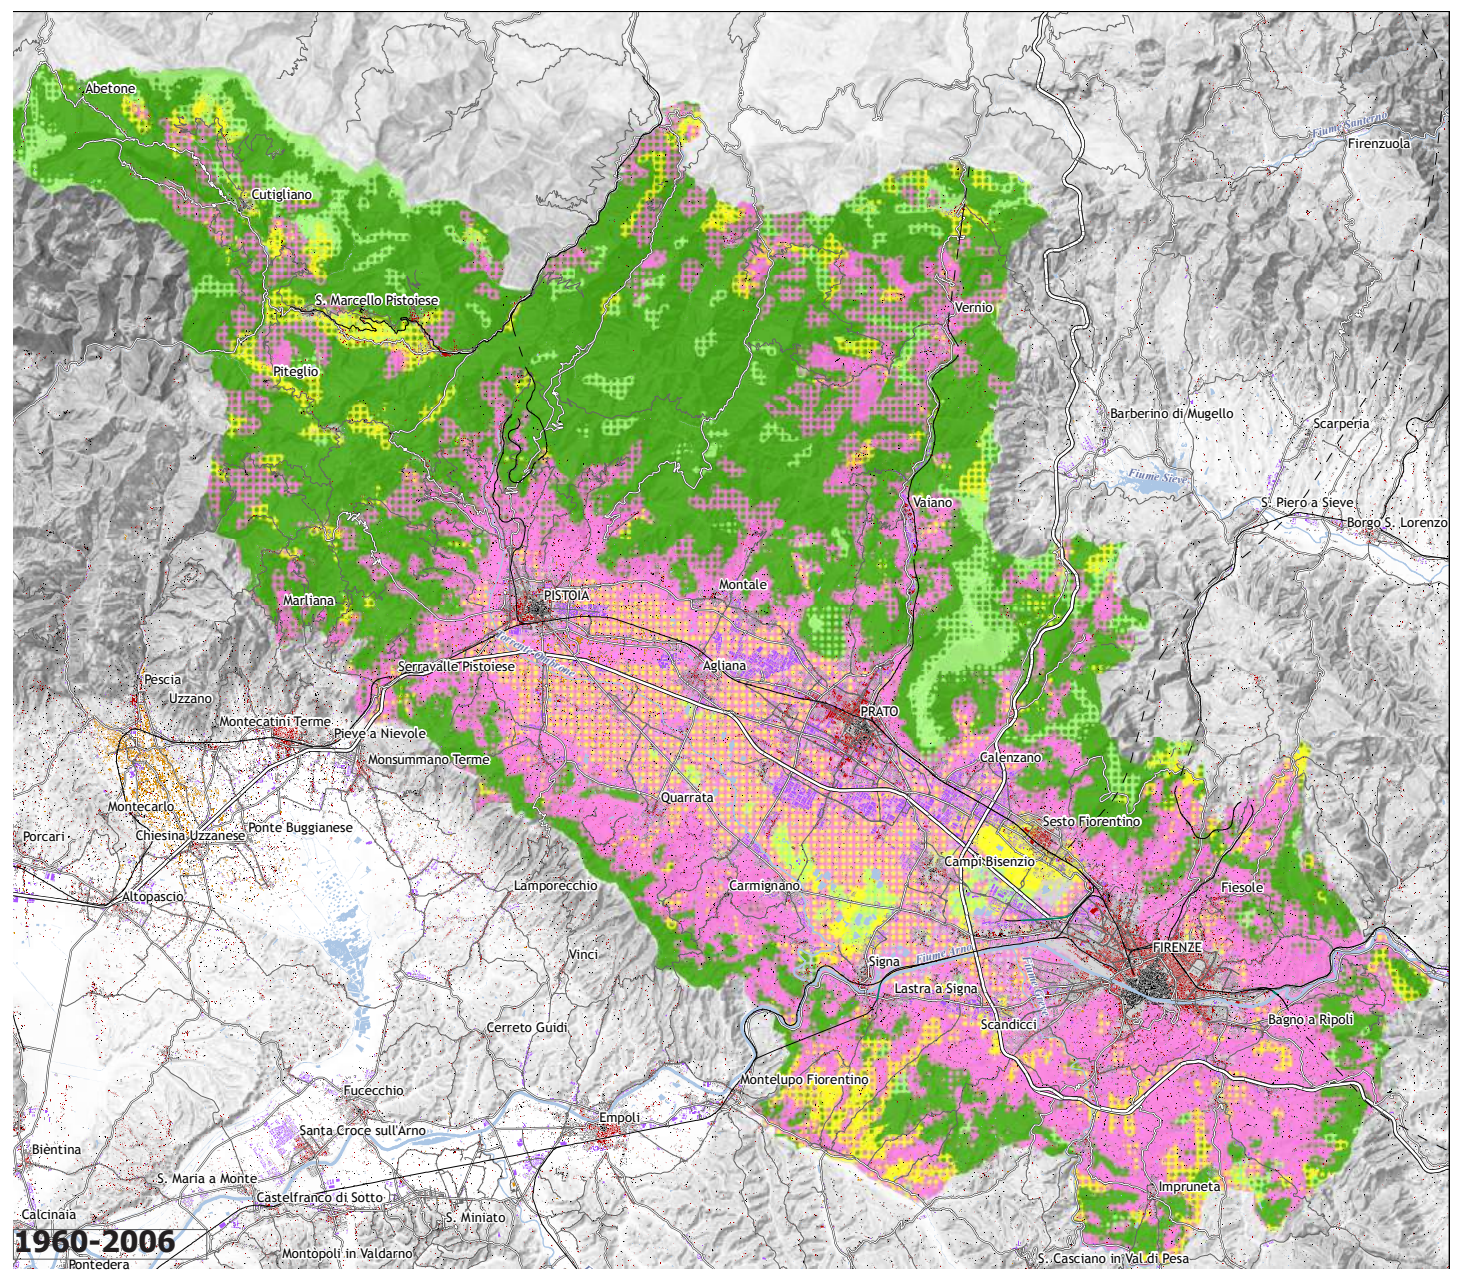 Abetone
Fiume Santerno
Firenzuola
Cutigliano
S. Marcello Pistoiese
Vernio
Piteglio
Barberino di Mugello
Scarperia
Fiume Sieve
Vaiano
S. Piero a Sieve
Borgo S. Lorenzo
Montale
PISTOIA
Marliana
Torrente Ombrone
Serravalle Pistoiese
Agliana
Pescia
Uzzano
PRATO
Montecatini Terme
Pieve a Nievole
Monsummano Terme
Calenzano
Quarrata
Montecarlo
Sesto Fiorentino
Porcari
Chiesina Uzzanese
Ponte Buggianese
Campi Bisenzio
Lamporecchio
Carmignano
Fiesole
Altopascio
FIRENZE
Vinci
Fiume Arno
Signa
Lastra a Signa
Cerreto Guidi
Scandicci
Bagno a Ripoli
Montelupo Fiorentino
Fucecchio
Empoli
Santa Croce sull'Arno
Bientina
S. Maria a Monte
Impruneta
Castelfranco di Sotto
Calcinaia
S. Miniato
1960-2006
Montopoli in Valdarno
S. Casciano in Val di Pesa
Pontedera